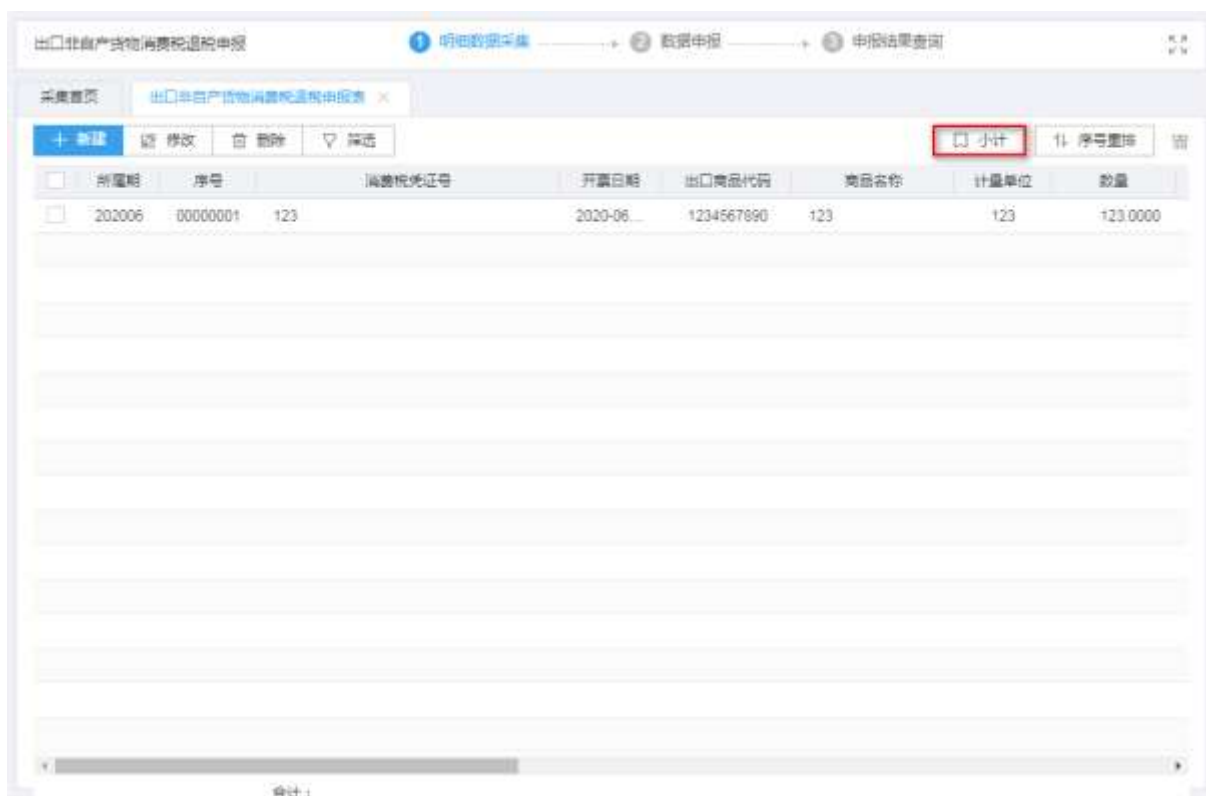 出口非自产货物消费税退税申报 1 明细数据采集 2 数据申报 3 申报结果查询
采集首页 出口非自产货物消费税退税申报表 ×
+ 新建 修改 删除 筛选 小计 序号重排
所属期 序号 消费税凭证号 开票日期 出口商品代码 商品名称 计量单位 数量
202006 00000001 123 2020-06... 1234567890 123 123 123.0000
合计：